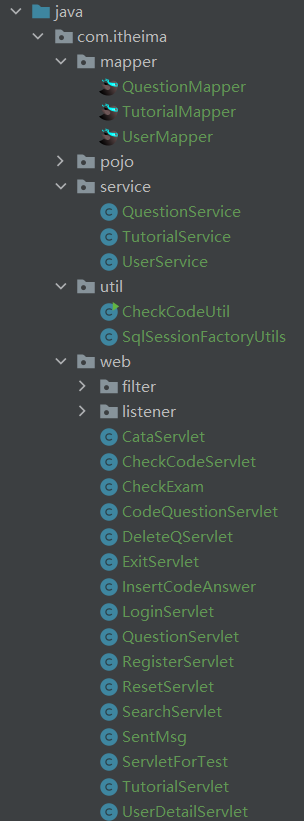 java
com.itheima
mapper
QuestionMapper
TutorialMapper
UserMapper
pojo
service
QuestionService
TutorialService
UserService
util
CheckCodeUtil
SqlSessionFactoryUtils
web
filter
listener
CataServlet
CheckCodeServlet
CheckExam
CodeQuestionServlet
DeleteQServlet
ExitServlet
InsertCodeAnswer
LoginServlet
QuestionServlet
RegisterServlet
ResetServlet
SearchServlet
SentMsg
ServletForTest
TutorialServlet
UserDetailServlet